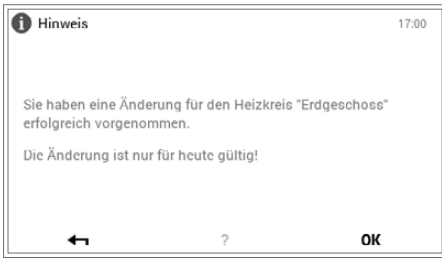 Hinweis 17:00
Sie haben eine Änderung für den Heizkreis "Erdgeschoss"
erfolgreich vorgenommen.
Die Änderung ist nur für heute gültig!
? OK